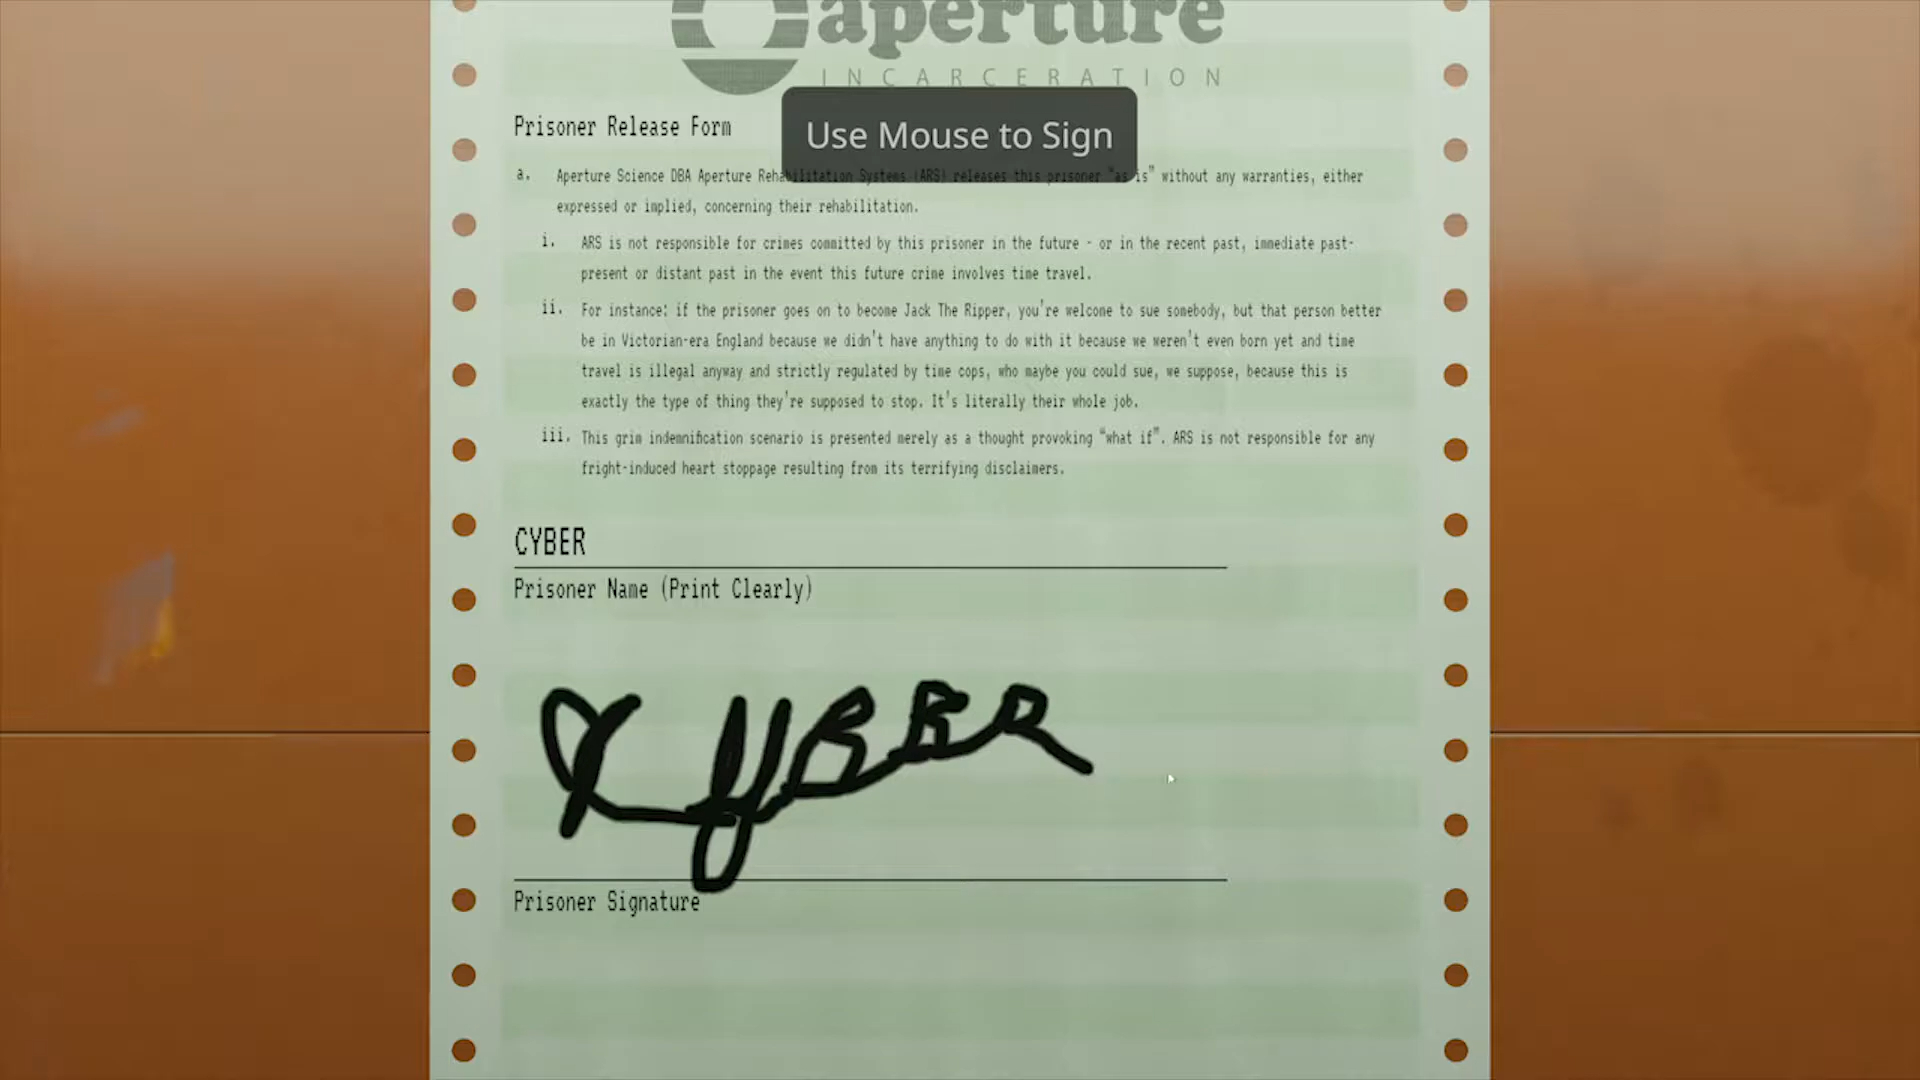 aperture
INCARCERATION
Use Mouse to Sign
Prisoner Release Form
a. Aperture Science DBA Aperture Rehabilitation Systems (ARS) releases this prisoner "as is" without any warranties, either
expressed or implied, concerning their rehabilitation.
i. ARS is not responsible for crimes committed by this prisoner in the future - or in the recent past, immediate past-
present or distant past in the event this future crime involves time travel.
ii. For instance: if the prisoner goes on to become Jack The Ripper, you're welcome to sue somebody, but that person better
be in Victorian-era England because we didn't have anything to do with it because we weren't even born yet and time
travel is illegal anyway and strictly regulated by time cops, who maybe you could sue, we suppose, because this is
exactly the type of thing they're supposed to stop. It's literally their whole job.
iii. This grim indemnification scenario is presented merely as a thought provoking "what if". ARS is not responsible for any
fright-induced heart stoppage resulting from its terrifying disclaimers.
CYBER
Prisoner Name (Print Clearly)
CYBER
Prisoner Signature